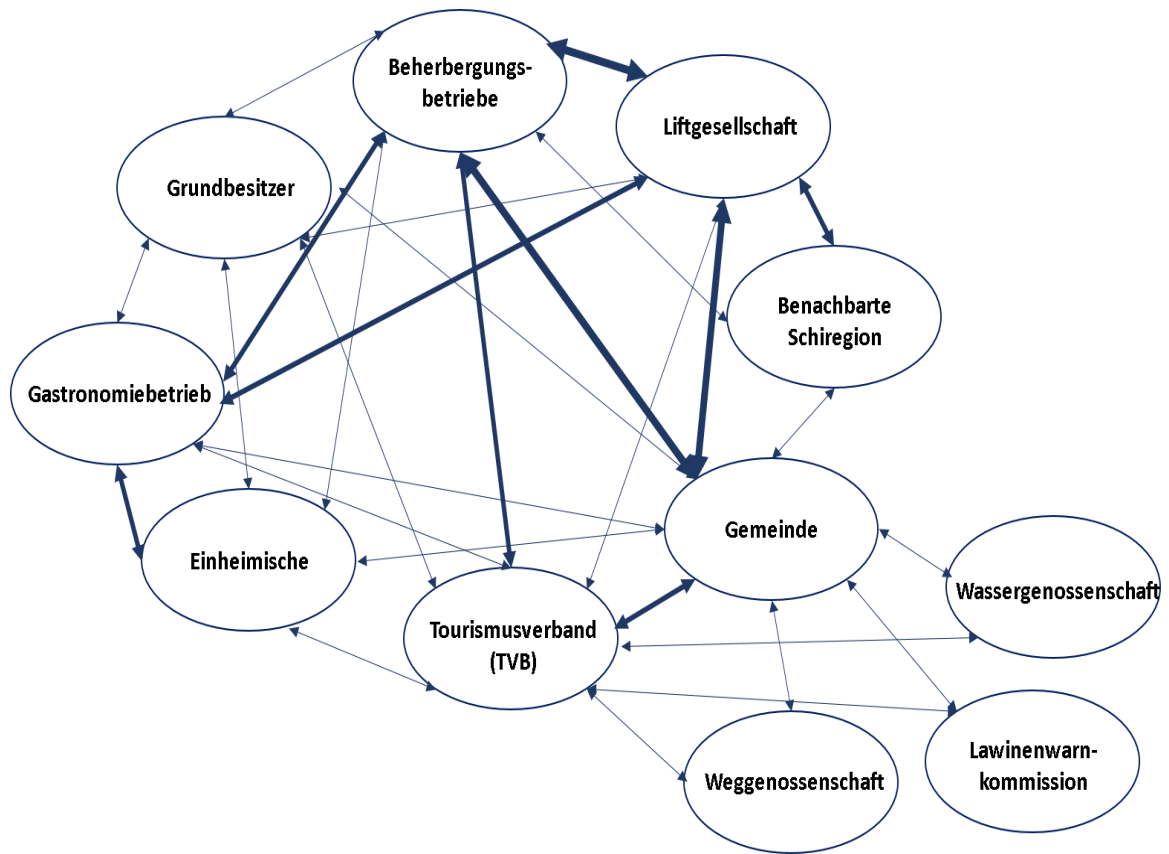 Beherbergungs-
betriebe
Liftgesellschaft
Grundbesitzer
Benachbarte
Schiregion
Gastronomiebetrieb
Gemeinde
Einheimische
Wassergenossenschaft
Tourismusverband
(TVB)
Lawinenwarn-
kommission
Weggenossenschaft